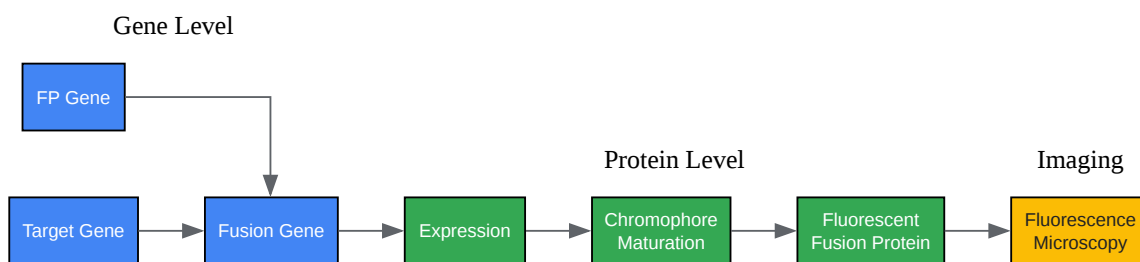 Gene Level
FP Gene
Protein Level
Imaging
Target Gene
Fusion Gene
Expression
Chromophore
Maturation
Fluorescent
Fusion Protein
Fluorescence
Microscopy